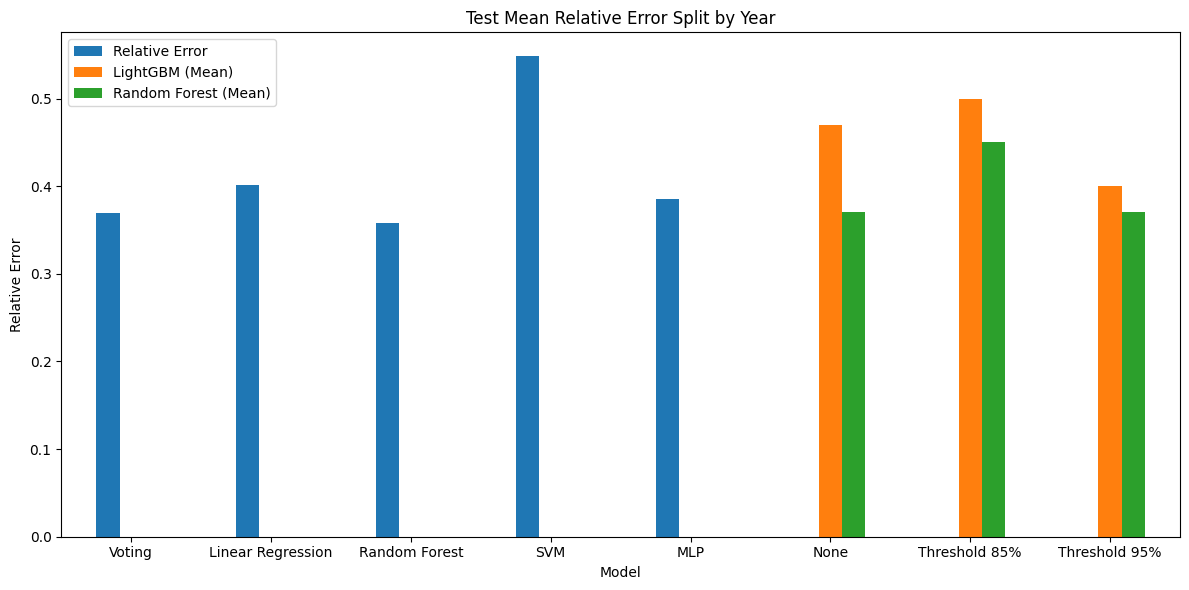 Test Mean Relative Error Split by Year
Relative Error
LightGBM (Mean)
Random Forest (Mean)
Relative Error
0.5
0.4
0.3
0.2
0.1
0.0
Voting
Linear Regression
Random Forest
SVM
MLP
None
Threshold 85%
Threshold 95%
Model